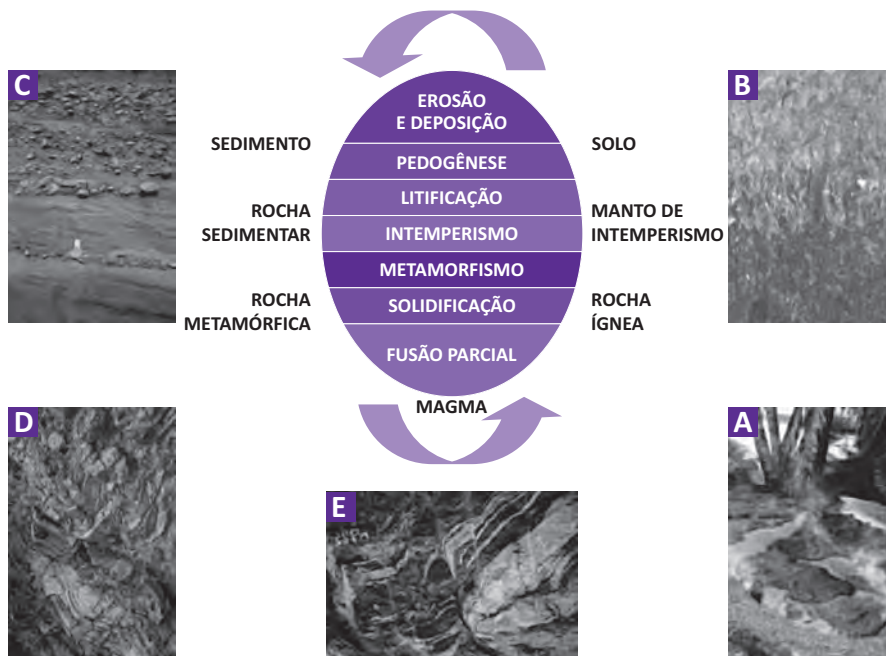 C
B
EROSÃO
E DEPOSIÇÃO
SEDIMENTO
SOLO
PEDOGÊNESE
LITIFICAÇÃO
ROCHA
SEDIMENTAR
MANTO DE
INTEMPERISMO
INTEMPERISMO
METAMORFISMO
ROCHA
METAMÓRFICA
SOLIDIFICAÇÃO
ROCHA
ÍGNEA
FUSÃO PARCIAL
MAGMA
D
A
E